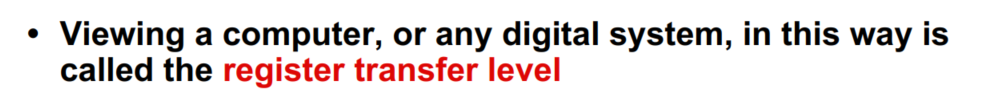 • Viewing a computer, or any digital system, in this way is
called the register transfer level